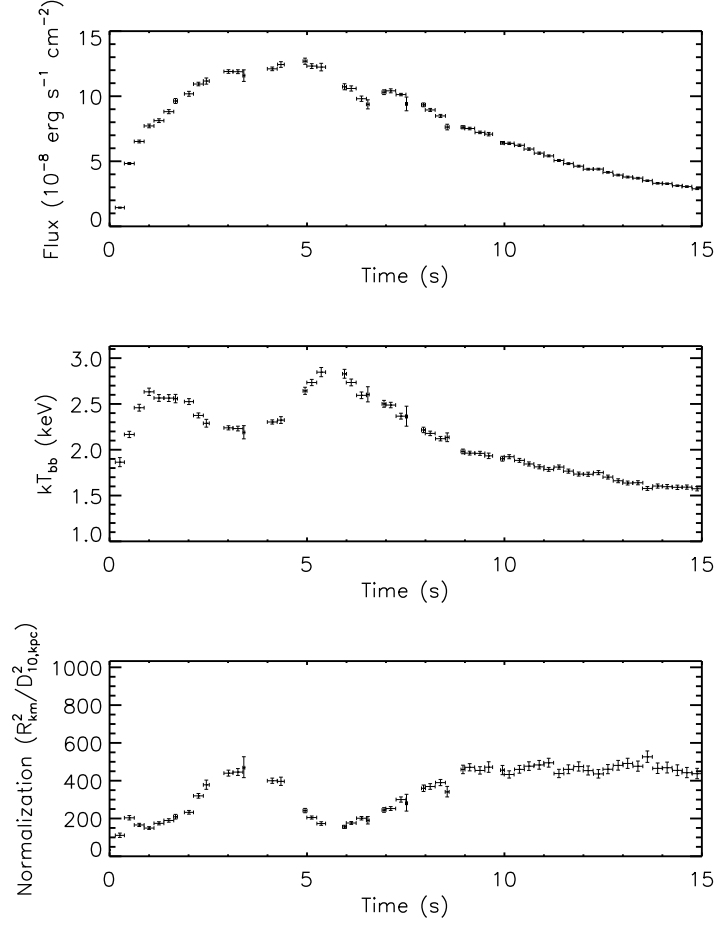 Flux (10⁻⁸ erg s⁻¹ cm⁻²)
15
10
5
0
0 5 10 15
Time (s)
kT_bb (keV)
3.0
2.5
2.0
1.5
1.0
0 5 10 15
Time (s)
Normalization (R²_km/D²_10,kpc)
1000
800
600
400
200
0
0 5 10 15
Time (s)